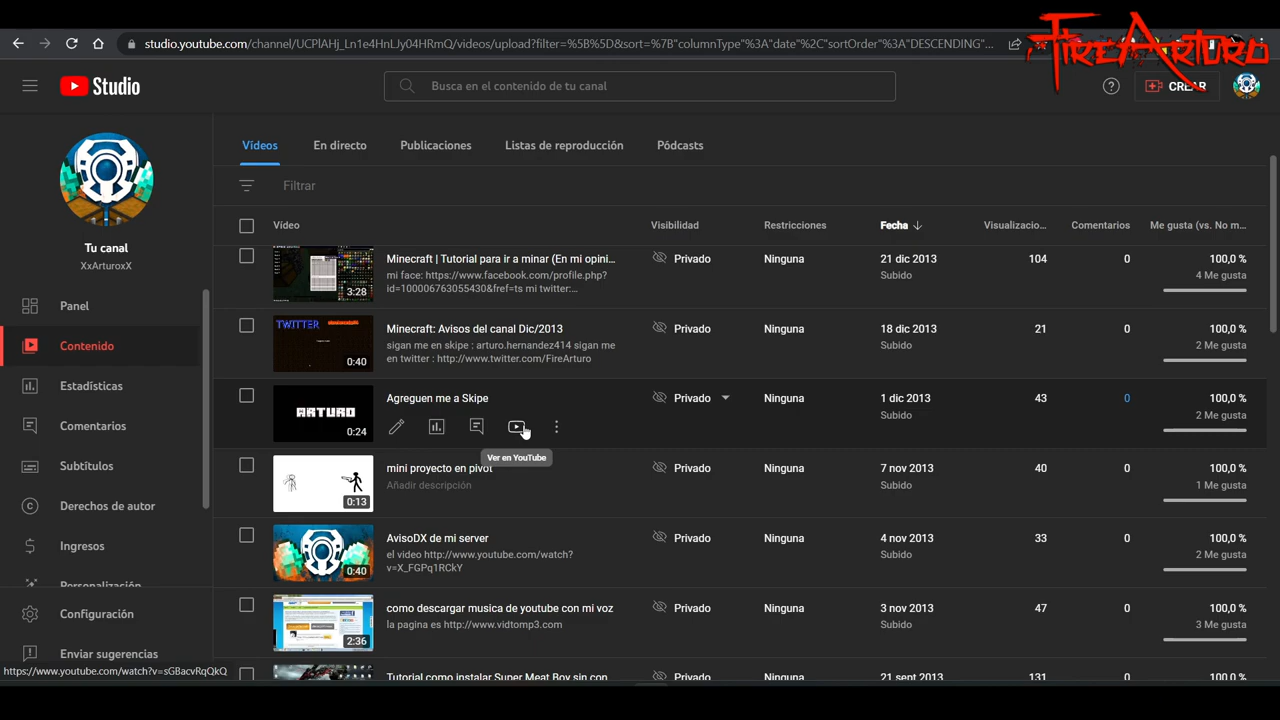 FIREARTURO
studio.youtube.com/channel/UCPlAHj_Ln1e4HnIJy04HRnQ/videos/upload?filter=%5B%5D&sort=%7B"columnType"%3A"date"%2C"sortOrder"%3A"DESCENDING"...
Studio
Busca en el contenido de tu canal
CREAR
Tu canal
XxArturoxX
Panel
Contenido
Estadísticas
Comentarios
Subtítulos
Derechos de autor
Ingresos
Personalización
Configuración
Enviar sugerencias
https://www.youtube.com/watch?v=sGBacvRqQkQ
Vídeos En directo Publicaciones Listas de reproducción Pódcasts
Filtrar
Vídeo Visibilidad Restricciones Fecha Visualizacio... Comentarios Me gusta (vs. No m...
Minecraft | Tutorial para ir a minar (En mi opini... Privado Ninguna 21 dic 2013 104 0 100,0 %
mi face: https://www.facebook.com/profile.php? Subido 4 Me gusta
id=100006763055430&fref=ts mi twitter:...
3:28
TWITTER
Minecraft: Avisos del canal Dic/2013 Privado Ninguna 18 dic 2013 21 0 100,0 %
sigan me en skipe : arturo.hernandez414 sigan me Subido 2 Me gusta
en twitter : http://www.twitter.com/FireArturo
0:40
Agreguen me a Skipe Privado Ninguna 1 dic 2013 43 0 100,0 %
ARTURO Subido 2 Me gusta
0:24
Ver en YouTube
mini proyecto en pivot Privado Ninguna 7 nov 2013 40 0 100,0 %
Añadir descripción Subido 1 Me gusta
0:13
AvisoDX de mi server Privado Ninguna 4 nov 2013 33 0 100,0 %
el video http://www.youtube.com/watch? Subido 2 Me gusta
v=X_FGPq1RCkY
0:40
como descargar musica de youtube con mi voz Privado Ninguna 3 nov 2013 47 0 100,0 %
la pagina es http://www.vidtomp3.com Subido 3 Me gusta
2:36
Tutorial como instalar Super Meat Boy sin con... Privado Ninguna 21 sept 2013 131 0 100,0 %